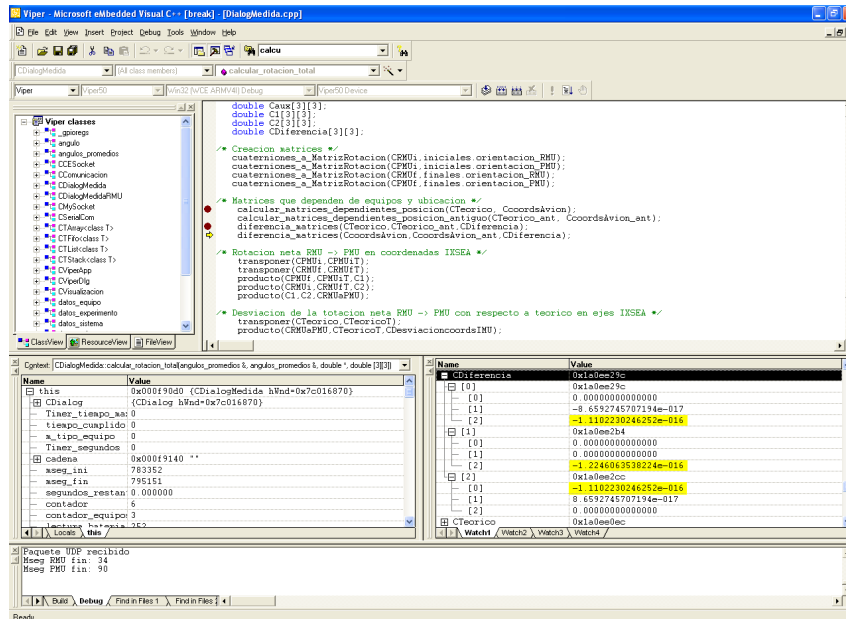 Viper - Microsoft eMbedded Visual C++ [break] - [DialogMedida.cpp]
File Edit View Insert Project Debug Tools Window Help
calcu
CDialogMedida [All class members] calcular_rotacion_total
Viper Viper50 Win32 (WCE ARMV4I) Debug Viper50 Device
Viper classes
_gpioregs
angulo
angulos_promedios
CCESocket
CComunicacion
CDialogMedida
CDialogMedidaRMU
CMySocket
CSerialCom
CTArray<class T>
CTFifo<class T>
CTList<class T>
CTStack<class T>
CViperApp
CViperDlg
CVisualizacion
datos_equipo
datos_experimento
datos_sistema
ClassView ResourceView FileView
double Caux[3][3];
double C1[3][3];
double C2[3][3];
double CDiferencia[3][3];
/* Creacion matrices */
cuaterniones_a_MatrizRotacion(CRMUi,iniciales.orientacion_RMU);
cuaterniones_a_MatrizRotacion(CPMUi,iniciales.orientacion_PMU);
cuaterniones_a_MatrizRotacion(CRMUf,finales.orientacion_RMU);
cuaterniones_a_MatrizRotacion(CPMUf,finales.orientacion_PMU);
/* Matrices que dependen de equipos y ubicacion */
calcular_matrices_dependientes_posicion(CTeorico, CcoordsAvion);
calcular_matrices_dependientes_posicion_antiguo(CTeorico_ant, CcoordsAvion_ant);
diferencia_matrices(CTeorico,CTeorico_ant,CDiferencia);
diferencia_matrices(CcoordsAvion,CcoordsAvion_ant,CDiferencia);
/* Rotacion neta RMU -> PMU en coordenadas IXSEA */
transponer(CPMUi,CPMUiT);
transponer(CRMUf,CRMUfT);
producto(CPMUf,CPMUiT,C1);
producto(CRMUi,CRMUfT,C2);
producto(C1,C2,CRMUaPMU);
/* Desviacion de la totacion neta RMU -> PMU con respecto a teorico en ejes IXSEA */
transponer(CTeorico,CTeoricoT);
producto(CRMUaPMU,CTeoricoT,CDesviacioncoordsIMU);
Context: CDialogMedida::calcular_rotacion_total(angulos_promedios &, angulos_promedios &, double *, double [3][3])
Name Value
this 0x000f90d0 {CDialogMedida hWnd=0x7c016870}
CDialog {CDialog hWnd=0x7c016870}
Timer_tiempo_ma 0
tiempo_cumplido 0
m_tipo_equipo 0
Timer_segundos 0
cadena 0x000f9140 ""
mseg_ini 783352
mseg_fin 795151
segundos_restan 0.000000
contador 6
contador_equipo 3
lectura_bateria 252
Locals this
Name Value
CDiferencia 0x1a0ee29c
[0] 0x1a0ee29c
[0] 0.00000000000000
[1] -8.6592745707194e-017
[2] -1.1102230246252e-016
[1] 0x1a0ee2b4
[0] 0.00000000000000
[1] 0.00000000000000
[2] -1.2246063538224e-016
[2] 0x1a0ee2cc
[0] -1.1102230246252e-016
[1] 8.6592745707194e-017
[2] 0.00000000000000
CTeorico 0x1a0ee0ec
Watch1 Watch2 Watch3 Watch4
Paquete UDP recibido
Mseg RMU fin: 34
Mseg PMU fin: 90
Build Debug Find in Files 1 Find in Files
Ready